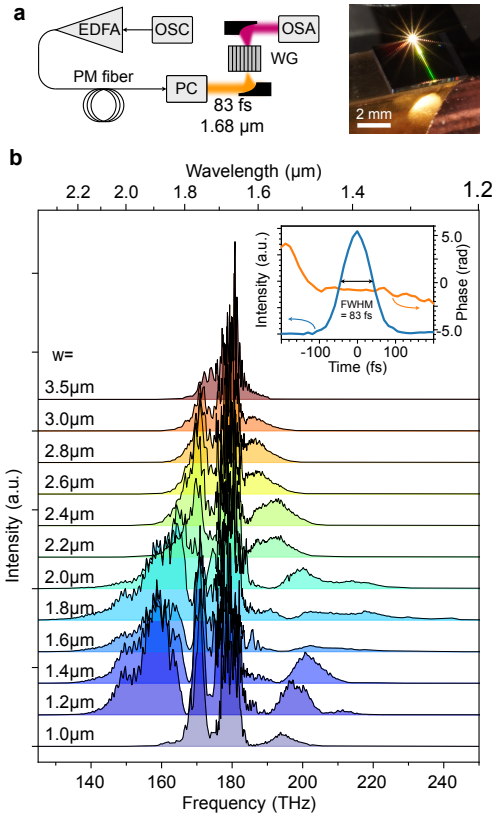 a
EDFA
OSC
OSA
WG
PM fiber
PC
83 fs
1.68 μm
2 mm
b
Wavelength (μm)
2.2 2.0 1.8 1.6 1.4 1.2
w=
3.5μm
3.0μm
2.8μm
2.6μm
2.4μm
2.2μm
2.0μm
1.8μm
1.6μm
1.4μm
1.2μm
1.0μm
Intensity (a.u.)
Intensity (a.u.)
FWHM
= 83 fs
5.0
0
-5.0
Phase (rad)
-100 0 100
Time (fs)
140 160 180 200 220 240
Frequency (THz)